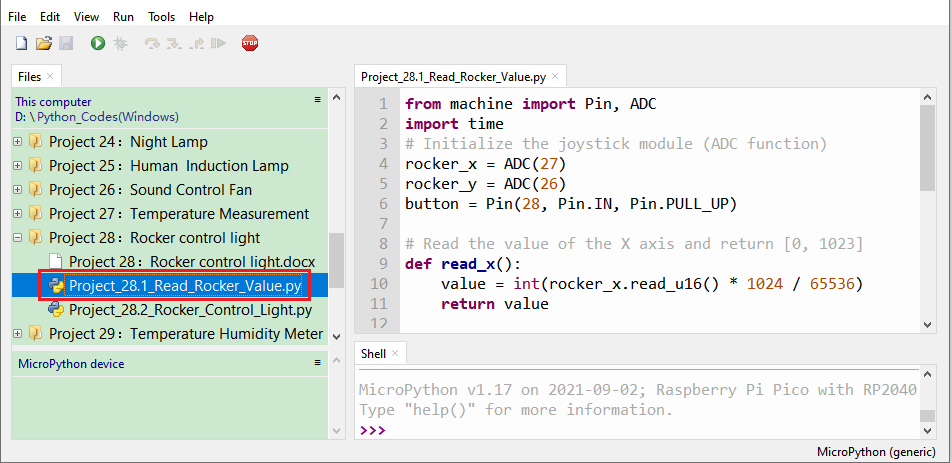 File Edit View Run Tools Help
STOP
Files
This computer
D: \Python_Codes(Windows)
Project 24：Night Lamp
Project 25：Human Induction Lamp
Project 26：Sound Control Fan
Project 27：Temperature Measurement
Project 28：Rocker control light
Project 28：Rocker control light.docx
Project_28.1_Read_Rocker_Value.py
Project_28.2_Rocker_Control_Light.py
Project 29：Temperature Humidity Meter
MicroPython device
Project_28.1_Read_Rocker_Value.py
1 from machine import Pin, ADC
2 import time
3 # Initialize the joystick module (ADC function)
4 rocker_x = ADC(27)
5 rocker_y = ADC(26)
6 button = Pin(28, Pin.IN, Pin.PULL_UP)
7
8 # Read the value of the X axis and return [0, 1023]
9 def read_x():
10 value = int(rocker_x.read_u16() * 1024 / 65536)
11 return value
12
Shell
MicroPython v1.17 on 2021-09-02; Raspberry Pi Pico with RP2040
Type "help()" for more information.
>>>
MicroPython (generic)